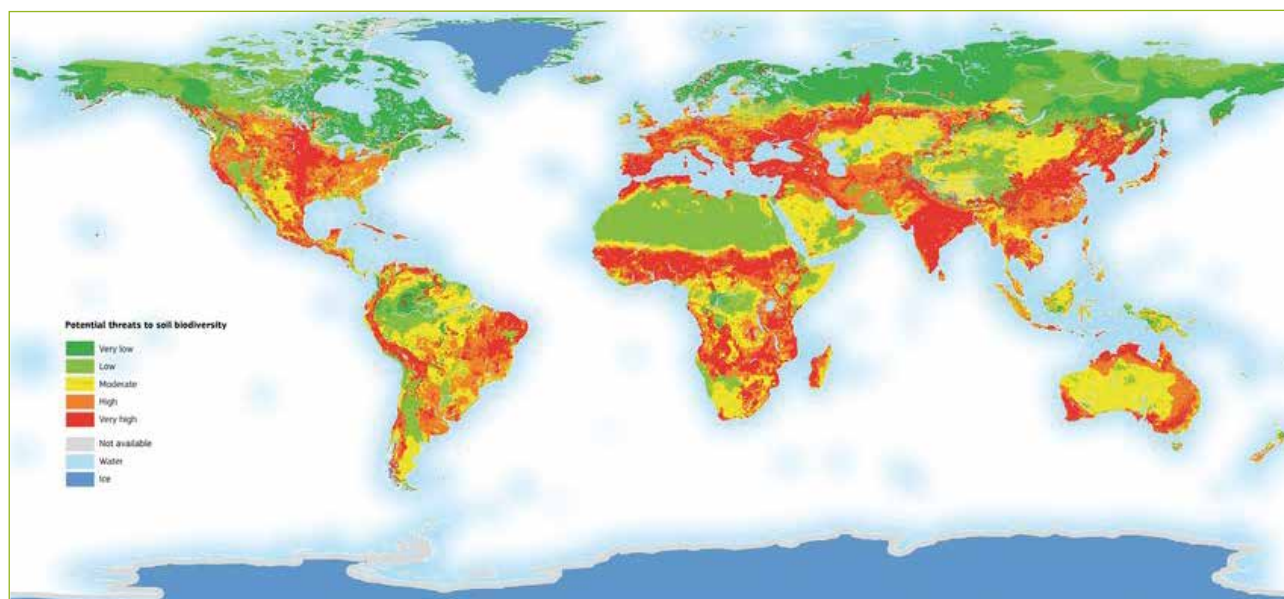 Potential threats to soil biodiversity
Very low
Low
Moderate
High
Very high
Not available
Water
Ice